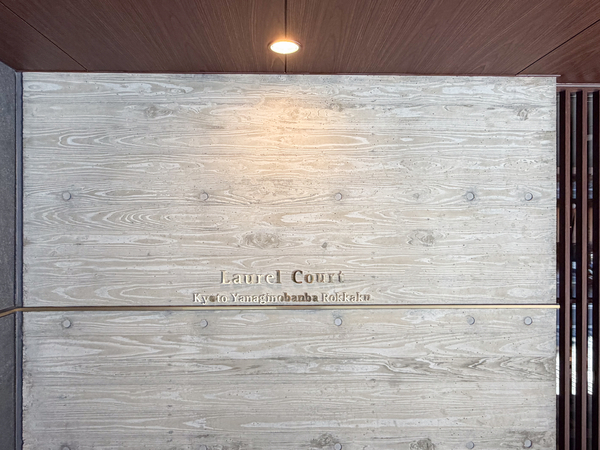 Laurel Court
Kyoto Yanaginobanba Rokkaku